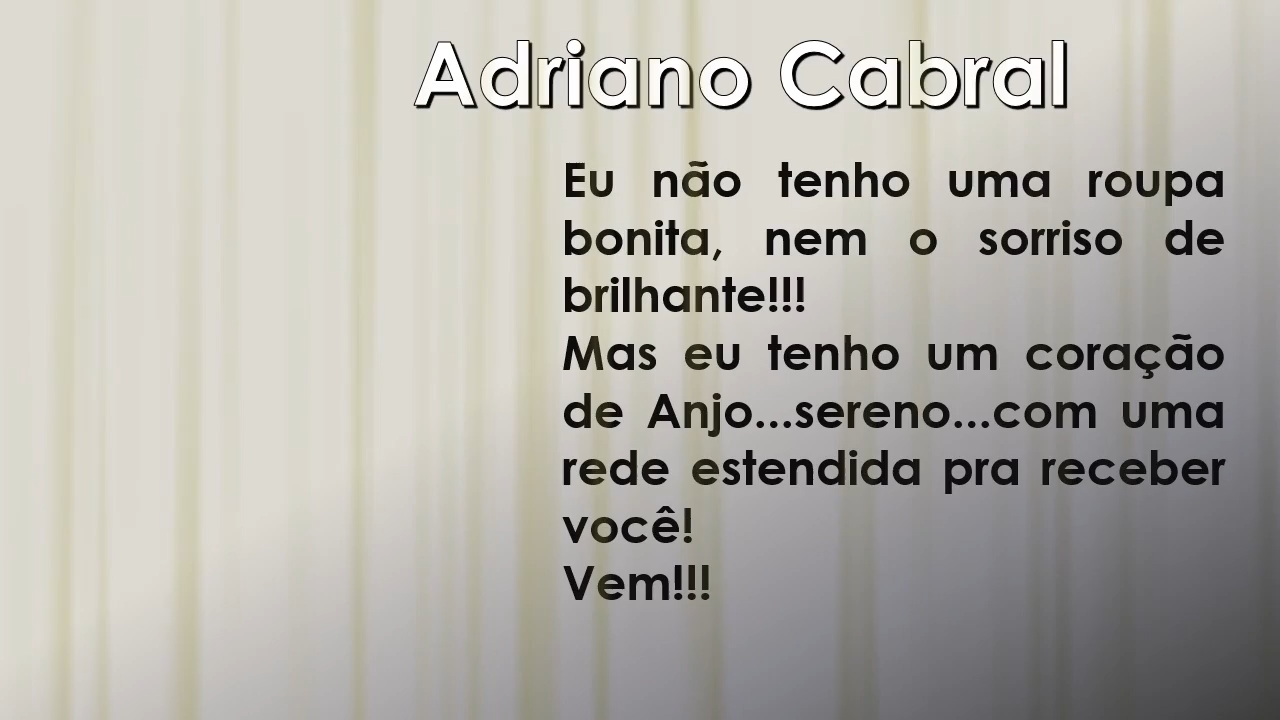 Adriano Cabral
Eu não tenho uma roupa
bonita, nem o sorriso de
brilhante!!!
Mas eu tenho um coração
de Anjo...sereno...com uma
rede estendida pra receber
você!
Vem!!!